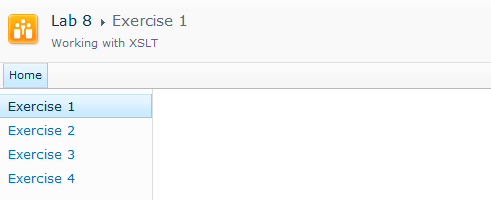 Lab 8 Exercise 1
Working with XSLT
Home
Exercise 1
Exercise 2
Exercise 3
Exercise 4